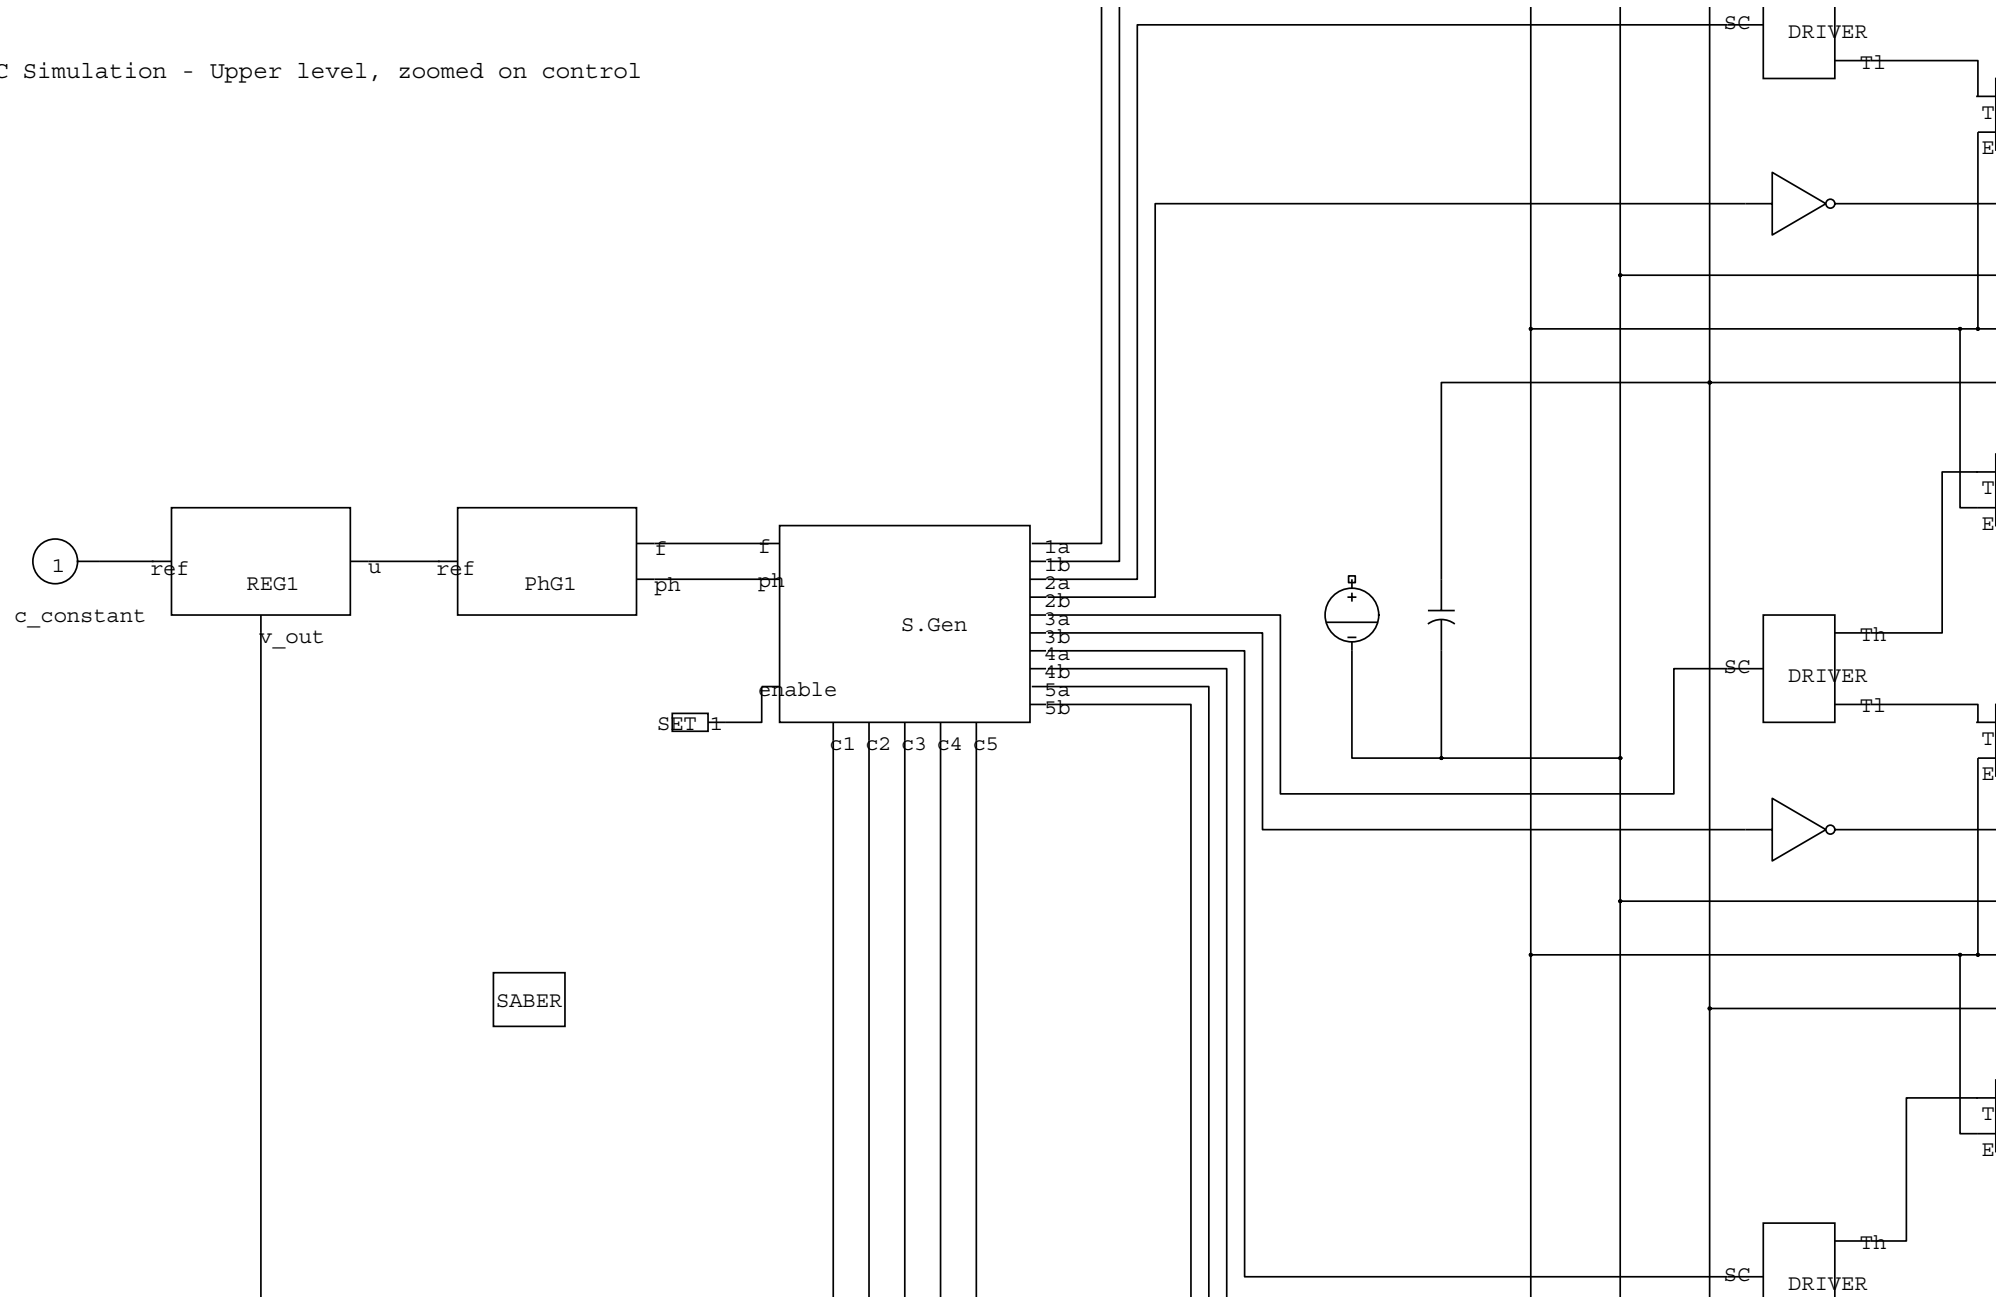 SC
DRIVER
Tl
C Simulation - Upper level, zoomed on control
T
E
T
E
1
ref
REG1
u
ref
PhG1
f
f
ph
ph
c_constant
v_out
S.Gen
1a
1b
2a
2b
3a
3b
4a
4b
5a
5b
enable
SET 1
c1 c2 c3 c4 c5
+
-
Th
SC
DRIVER
Tl
T
E
SABER
T
E
Th
SC
DRIVER